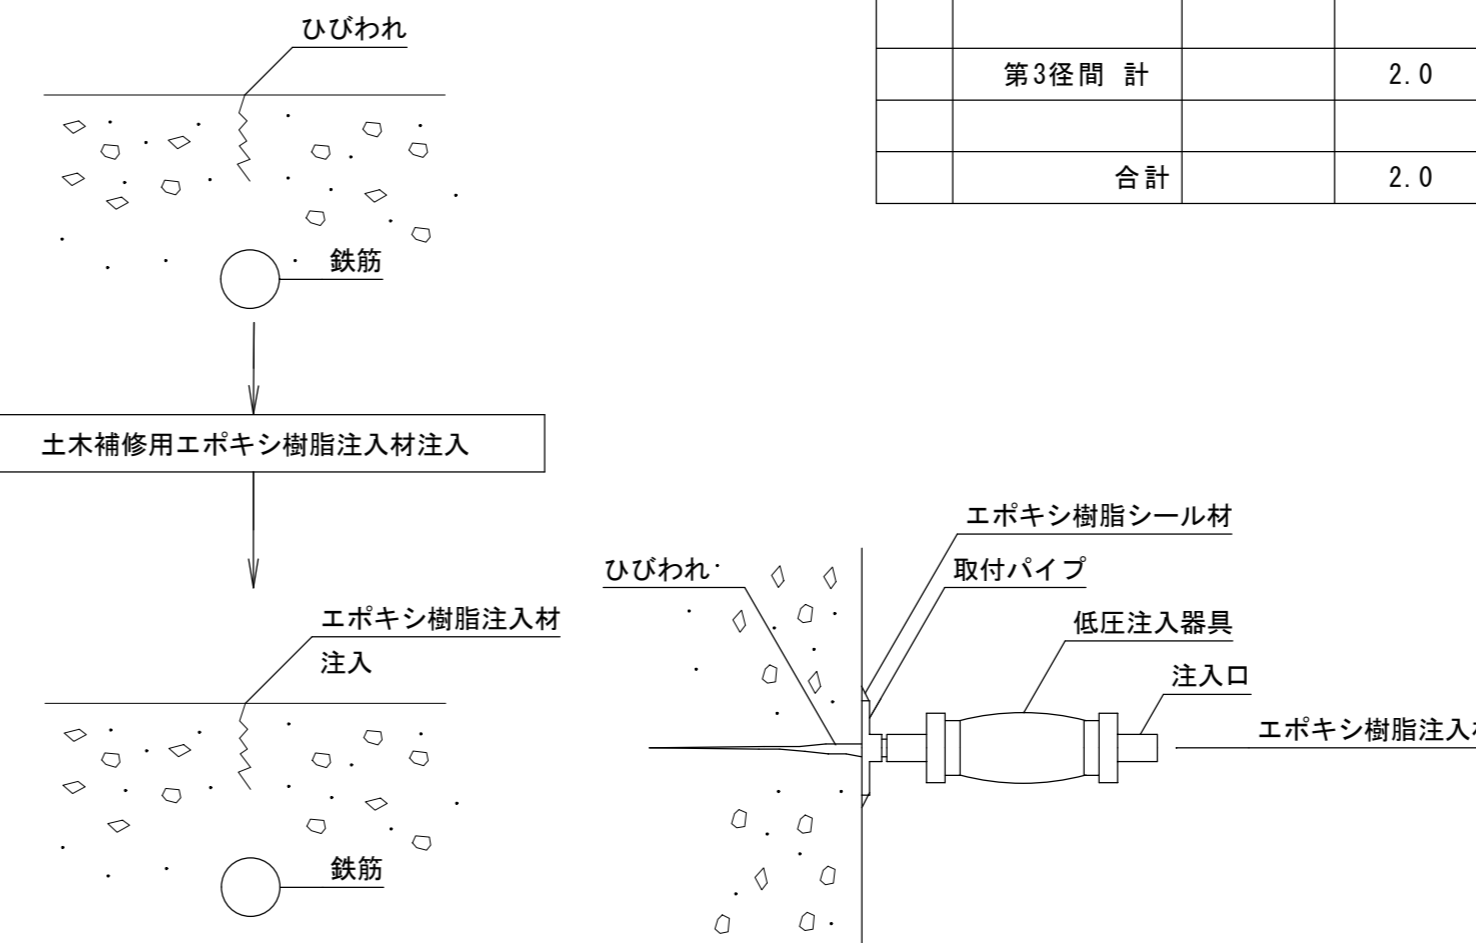 ひびわれ
第3径間 計 2.0
合計 2.0
鉄筋
土木補修用エポキシ樹脂注入材注入
エポキシ樹脂シール材
ひびわれ
取付パイプ
エポキシ樹脂注入材
注入
低圧注入器具
注入口
エポキシ樹脂注入
鉄筋